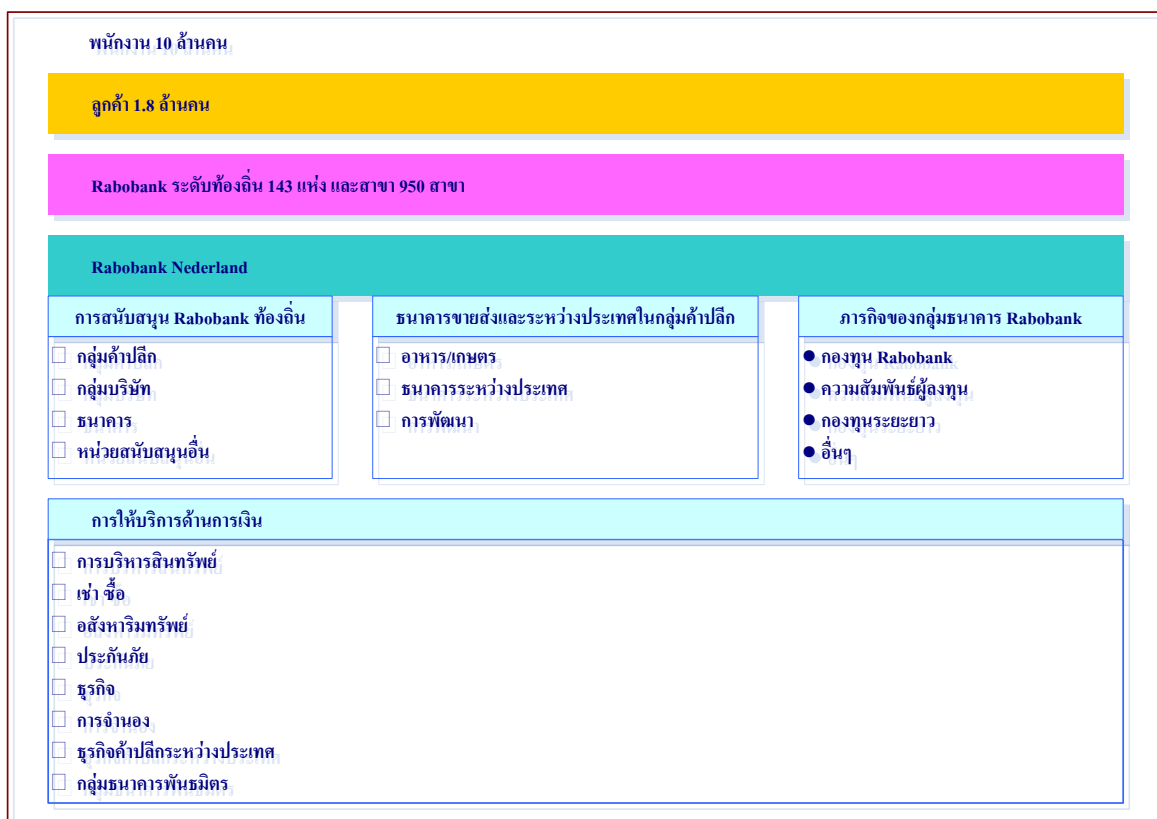 พนักงาน 10 ล้านคน
ลูกค้า 1.8 ล้านคน
Rabobank ระดับท้องถิ่น 143 แห่ง และสาขา 950 สาขา
Rabobank Nederland
การสนับสนุน Rabobank ท้องถิ่น
กลุ่มค้าปลีก
กลุ่มบริษัท
ธนาคาร
หน่วยสนับสนุนอื่น
ธนาคารขายส่งและระหว่างประเทศในกลุ่มค้าปลีก
อาหาร/เกษตร
ธนาคารระหว่างประเทศ
การพัฒนา
ภารกิจของกลุ่มธนาคาร Rabobank
กองทุน Rabobank
ความสัมพันธ์ผู้ลงทุน
กองทุนระยะยาว
อื่นๆ
การให้บริการด้านการเงิน
การบริหารสินทรัพย์
เช่า ซื้อ
อสังหาริมทรัพย์
ประกันภัย
ธุรกิจ
การจำนอง
ธุรกิจค้าปลีกระหว่างประเทศ
กลุ่มธนาคารพันธมิตร